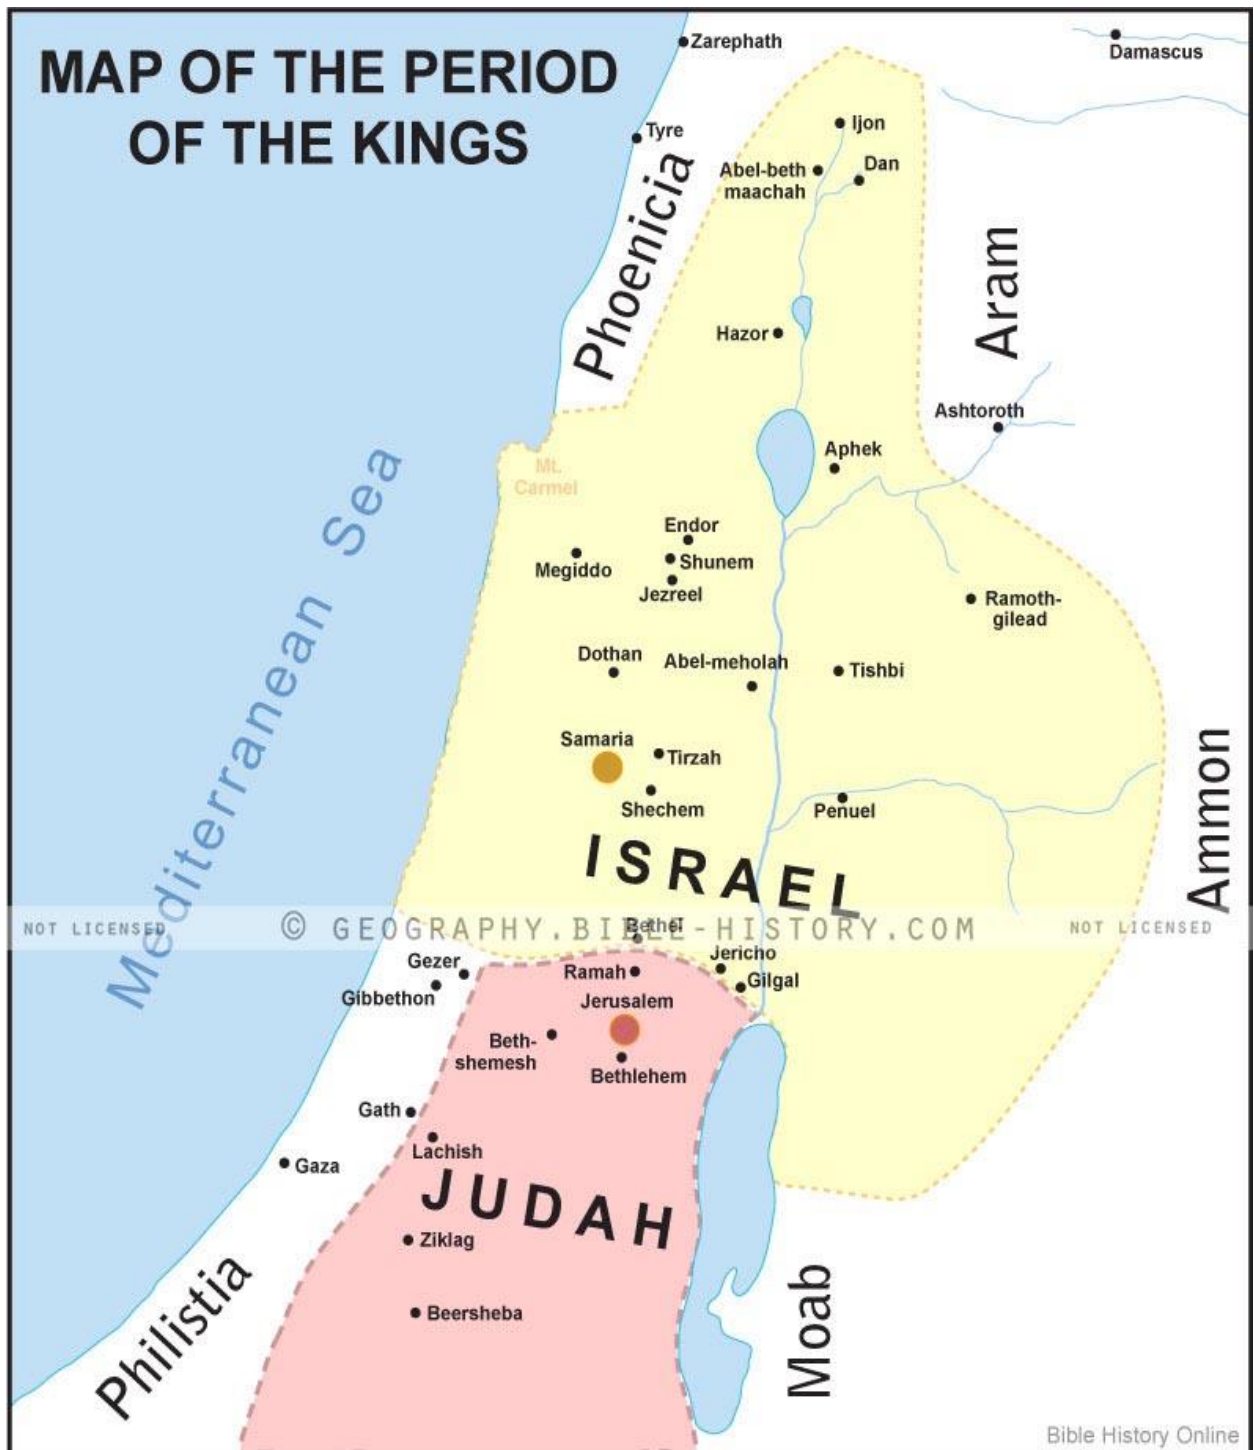 MAP OF THE PERIOD
OF THE KINGS
Zarephath
Damascus
Tyre
Ijon
Abel-beth
maachah
Dan
Phoenicia
Aram
Hazor
Ashtoroth
Aphek
Mt.
Carmel
Mediterranean Sea
Endor
Shunem
Megiddo
Jezreel
Ramoth-
gilead
Dothan
Abel-meholah
Tishbi
Samaria
Tirzah
Shechem
Penuel
Ammon
ISRAEL
NOT LICENSED
© GEOGRAPHY.BIBLE-HISTORY.COM
NOT LICENSED
Bethel
Jericho
Gezer
Ramah
Gilgal
Gibbethon
Jerusalem
Beth-
shemesh
Bethlehem
Gath
Lachish
Gaza
JUDAH
Ziklag
Philistia
Moab
Beersheba
Bible History Online